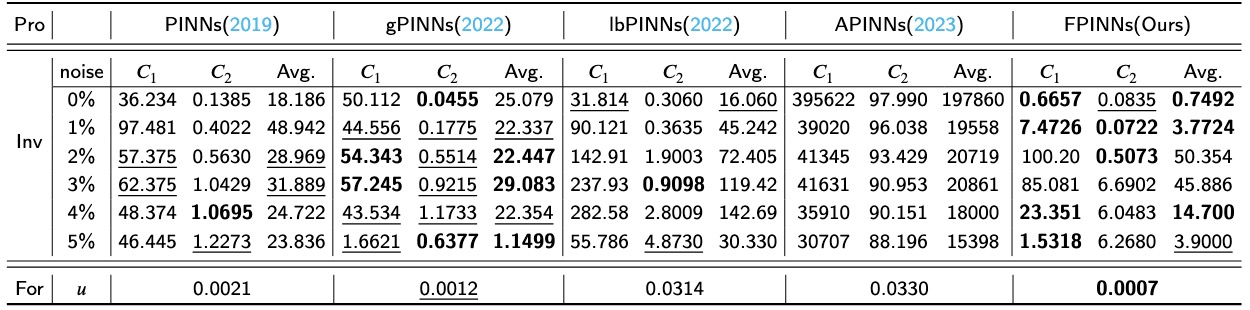 Pro PINNs(2019) gPINNs(2022) lbPINNs(2022) APINNs(2023) FPINNs(Ours)
noise C1 C2 Avg. C1 C2 Avg. C1 C2 Avg. C1 C2 Avg. C1 C2 Avg.
0% 36.234 0.1385 18.186 50.112 0.0455 25.079 31.814 0.3060 16.060 395622 97.990 197860 0.6657 0.0835 0.7492
1% 97.481 0.4022 48.942 44.556 0.1775 22.337 90.121 0.3635 45.242 39020 96.038 19558 7.4726 0.0722 3.7724
Inv
2% 57.375 0.5630 28.969 54.343 0.5514 22.447 142.91 1.9003 72.405 41345 93.429 20719 100.20 0.5073 50.354
3% 62.375 1.0429 31.889 57.245 0.9215 29.083 237.93 0.9098 119.42 41631 90.953 20861 85.081 6.6902 45.886
4% 48.374 1.0695 24.722 43.534 1.1733 22.354 282.58 2.8009 142.69 35910 90.151 18000 23.351 6.0483 14.700
5% 46.445 1.2273 23.836 1.6621 0.6377 1.1499 55.786 4.8730 30.330 30707 88.196 15398 1.5318 6.2680 3.9000
For u 0.0021 0.0012 0.0314 0.0330 0.0007